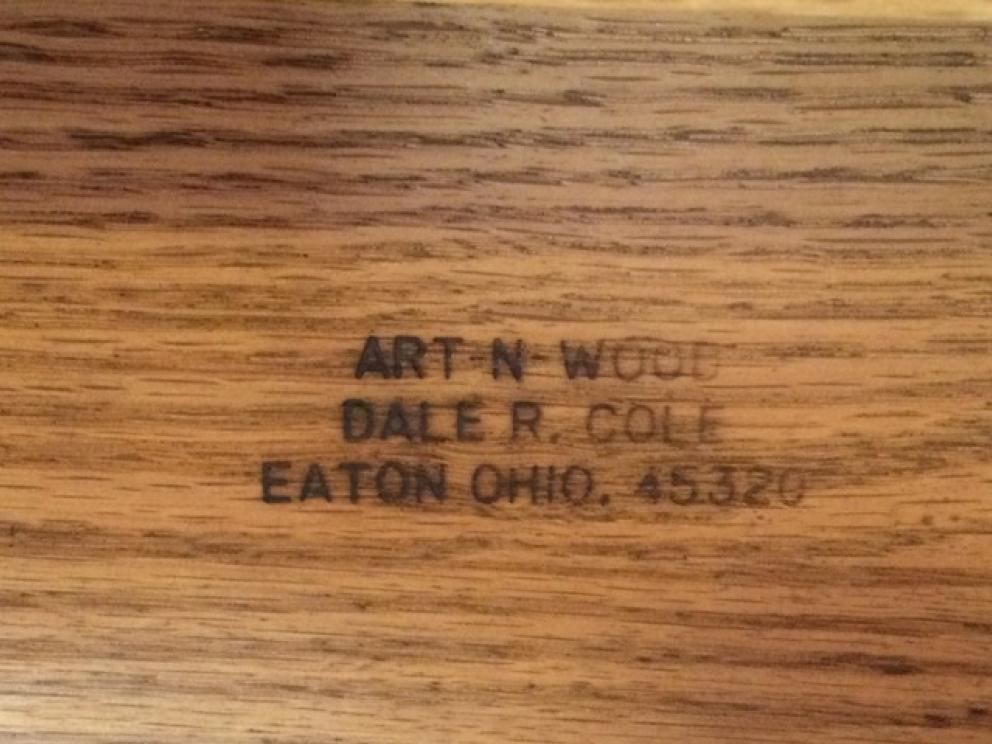 ART-N-WOOD
DALE R. COLE
EATON OHIO. 45320